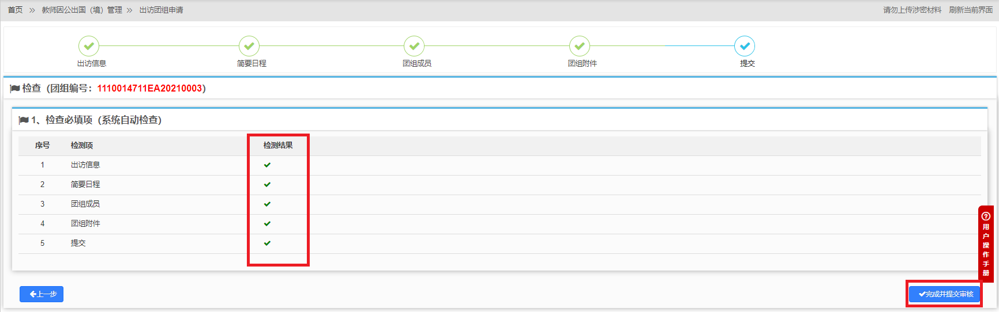 首页 >> 教师因公出国（境）管理 >> 出访团组申请
请勿上传涉密材料 刷新当前界面
出访信息 简要日程 团组成员 团组附件 提交
检查（团组编号：1110014711EA20210003）
1、检查必填项（系统自动检查）
序号 检测项 检测结果
1 出访信息
2 简要日程
3 团组成员
4 团组附件
5 提交
用户操作手册
上一步
完成并提交审核